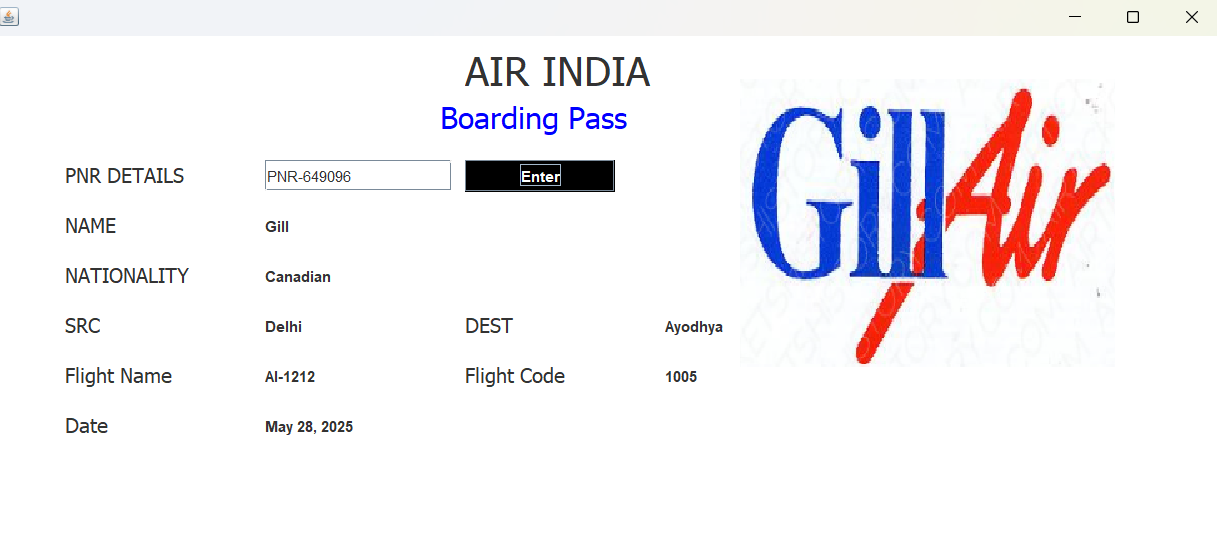 AIR INDIA
Boarding Pass
Gill Air
PNR DETAILS PNR-649096 Enter
NAME Gill
NATIONALITY Canadian
SRC Delhi DEST Ayodhya
Flight Name AI-1212 Flight Code 1005
Date May 28, 2025